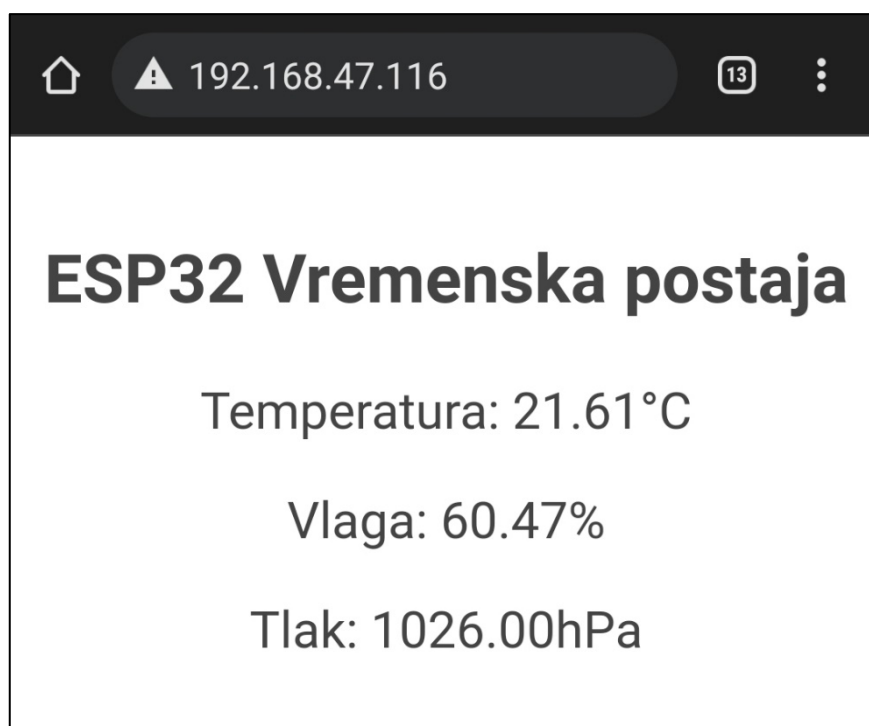 192.168.47.116
13
ESP32 Vremenska postaja
Temperatura: 21.61°C
Vlaga: 60.47%
Tlak: 1026.00hPa